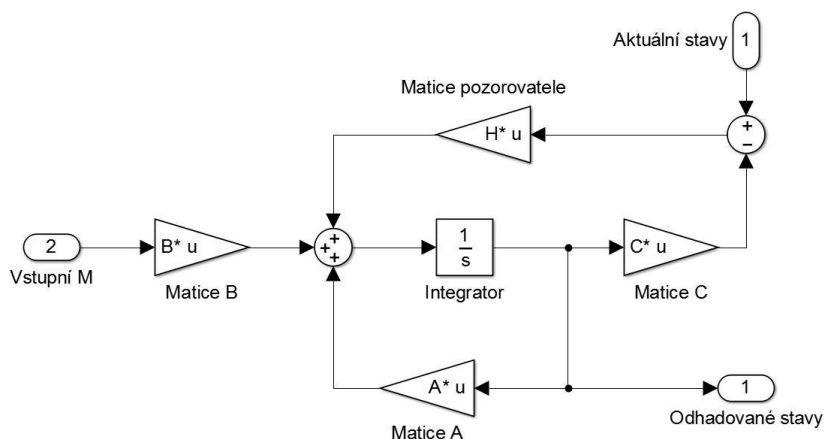 Aktuální stavy
1
Matice pozorovatele
H* u
+
−
2
Vstupní M
B* u
Matice B
+
+
+
1
s
Integrator
C* u
Matice C
A* u
Matice A
1
Odhadované stavy